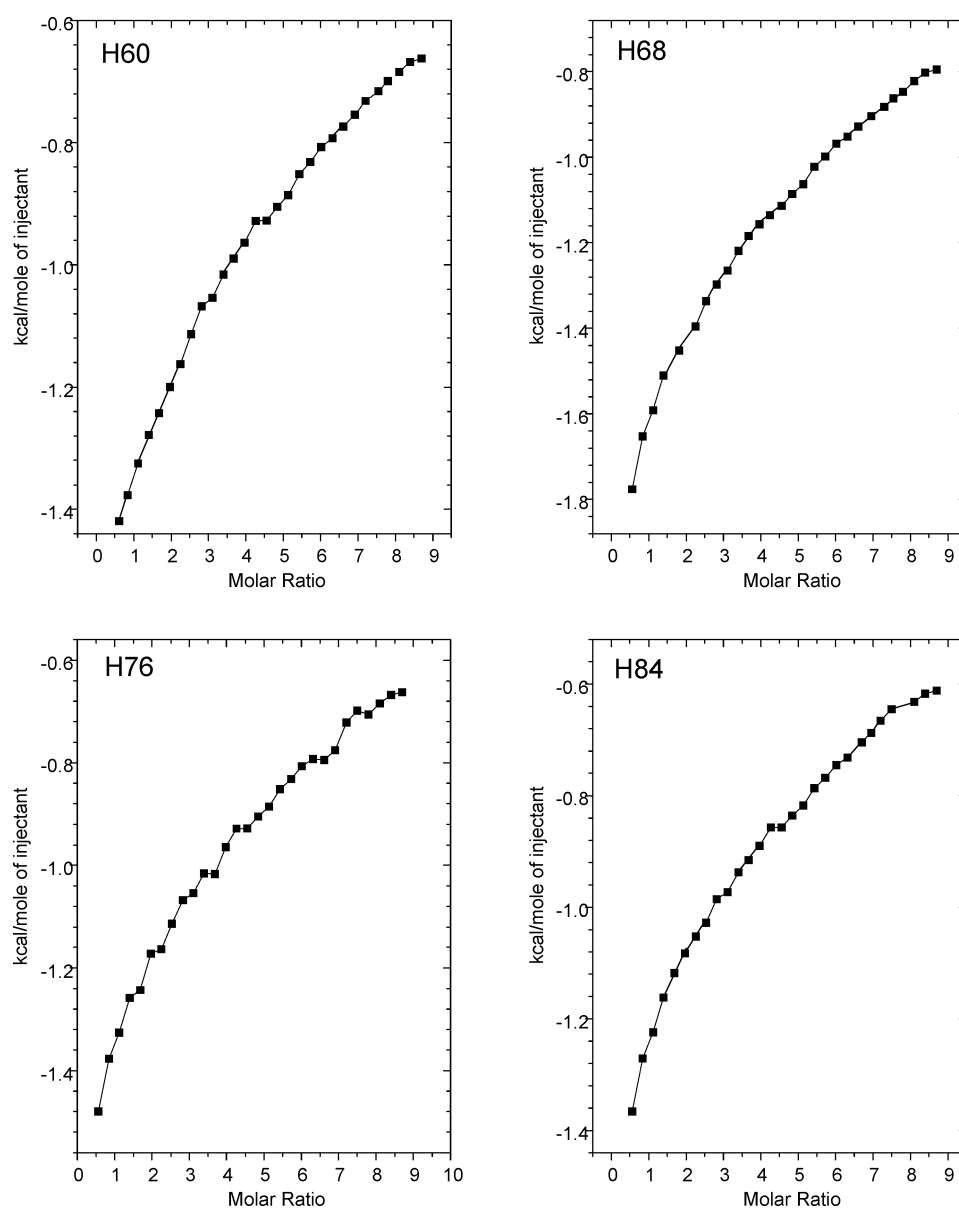 H60
kcal/mole of injectant
-0.6
-0.8
-1.0
-1.2
-1.4
0 1 2 3 4 5 6 7 8 9
Molar Ratio
H68
kcal/mole of injectant
-0.8
-1.0
-1.2
-1.4
-1.6
-1.8
0 1 2 3 4 5 6 7 8 9
Molar Ratio
H76
kcal/mole of injectant
-0.6
-0.8
-1.0
-1.2
-1.4
0 1 2 3 4 5 6 7 8 9 10
Molar Ratio
H84
kcal/mole of injectant
-0.6
-0.8
-1.0
-1.2
-1.4
0 1 2 3 4 5 6 7 8 9
Molar Ratio